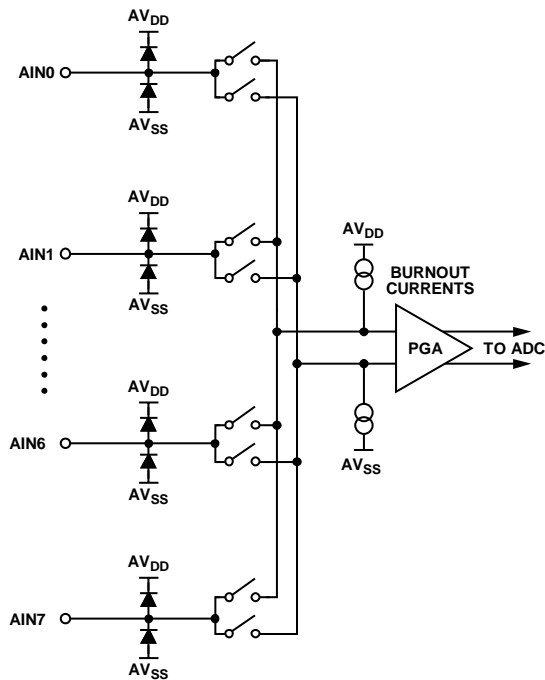 AVDD
AIN0
AVSS
AVDD
AIN1
AVSS
AVDD
BURNOUT
CURRENTS
PGA
TO ADC
AVDD
AIN6
AVSS
AVSS
AVDD
AIN7
AVSS